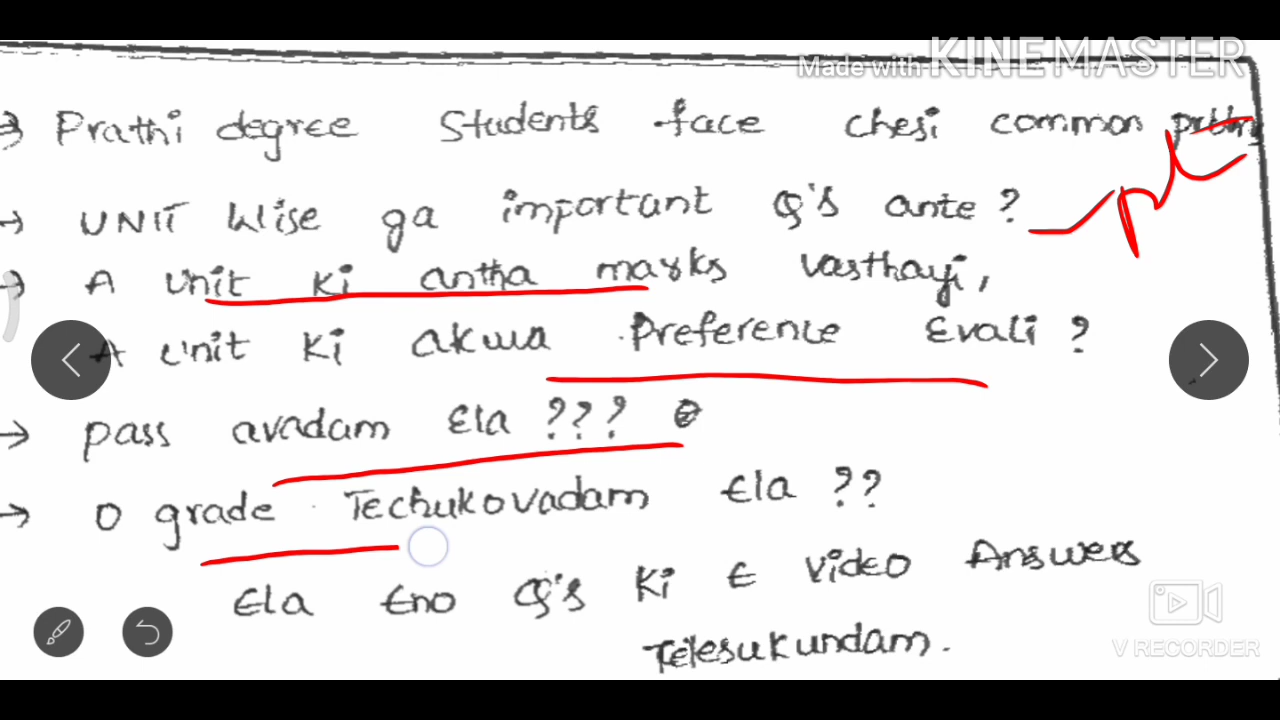 Made with KINEMASTER
→ Prathi degree Students face chesi common
→ UNIT Wise ga important Q's ante ?
→ A Unit ki antha marks vasthayi,
A Unit ki akuva Preference Evali ?
→ pass avadam Ela ???
→ O grade Techukovadam Ela ??
Ela Eno Q's ki E video Answers
Telesukundam.
V RECORDER